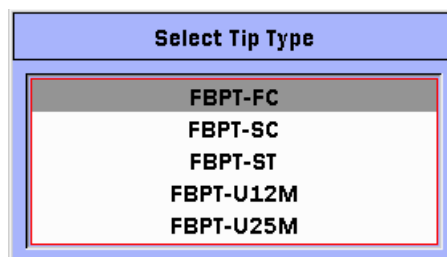 Select Tip Type
FBPT-FC
FBPT-SC
FBPT-ST
FBPT-U12M
FBPT-U25M